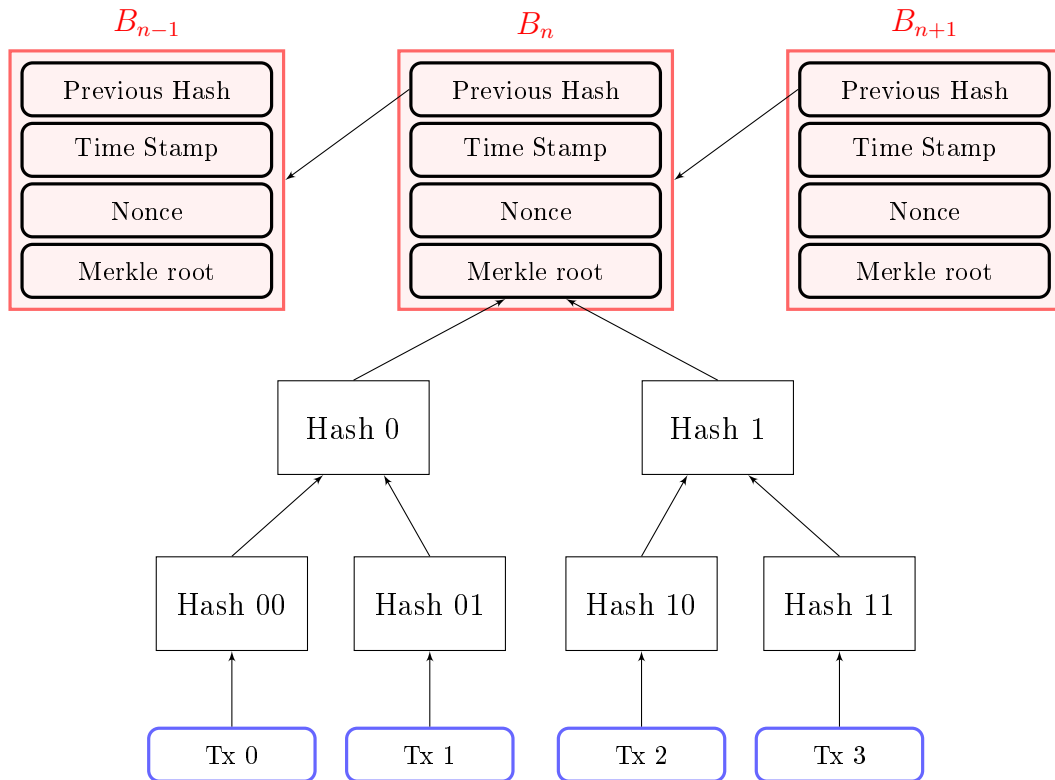 B_{n−1} B_n B_{n+1}
Previous Hash Previous Hash Previous Hash
Time Stamp Time Stamp Time Stamp
Nonce Nonce Nonce
Merkle root Merkle root Merkle root
Hash 0 Hash 1
Hash 00 Hash 01 Hash 10 Hash 11
Tx 0 Tx 1 Tx 2 Tx 3